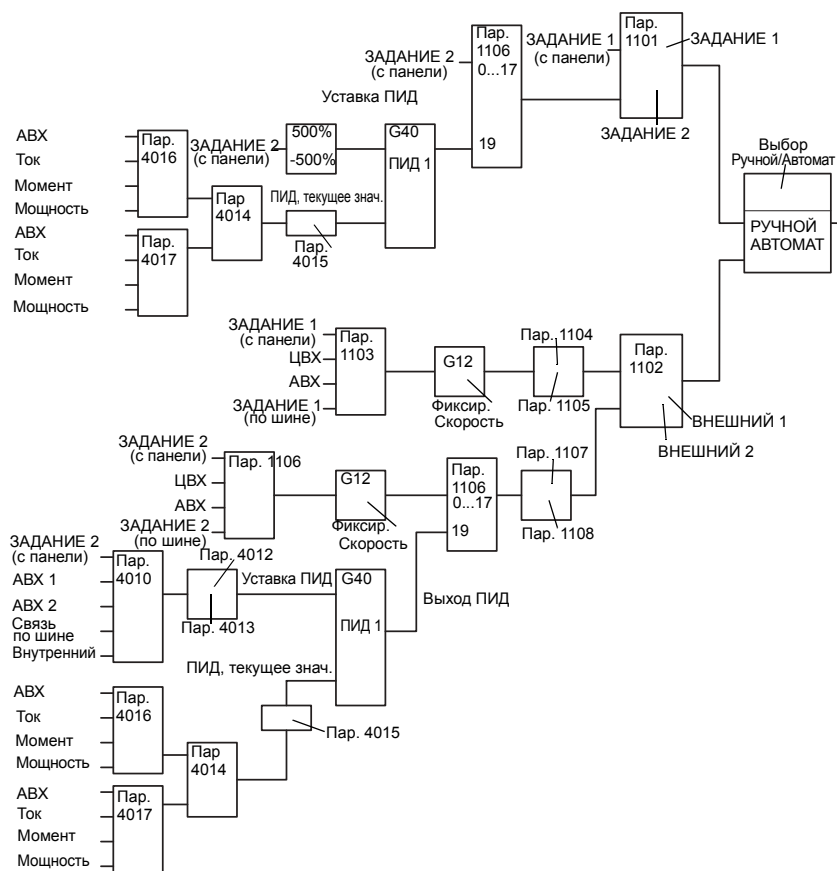 Пар.
1106
0...17
19
ЗАДАНИЕ 2
(с панели)
ЗАДАНИЕ 1
(с панели)
Пар.
1101
ЗАДАНИЕ 1
ЗАДАНИЕ 2
Уставка ПИД
АВХ
Ток
Момент
Мощность
Пар.
4016
ЗАДАНИЕ 2
(с панели)
500%
-500%
G40
ПИД 1
Выбор
Ручной/Автомат
РУЧНОЙ
АВТОМАТ
АВХ
Ток
Момент
Мощность
Пар.
4017
Пар
4014
ПИД, текущее знач.
Пар.
4015
ЗАДАНИЕ 1
(с панели)
ЦВХ
АВХ
ЗАДАНИЕ 1
(по шине)
Пар.
1103
G12
Фиксир.
Скорость
Пар. 1104
Пар. 1105
Пар.
1102
ВНЕШНИЙ 1
ВНЕШНИЙ 2
ЗАДАНИЕ 2
(с панели)
ЦВХ
АВХ
ЗАДАНИЕ 2
(по шине)
Пар. 1106
G12
Фиксир.
Скорость
Пар.
1106
0...17
19
Пар. 1107
Пар. 1108
ЗАДАНИЕ 2
(с панели)
АВХ 1
АВХ 2
Связь
по шине
Внутренний
Пар.
4010
Пар. 4012
Пар. 4013
Уставка ПИД
G40
ПИД 1
Выход ПИД
ПИД, текущее знач.
Пар. 4015
АВХ
Ток
Момент
Мощность
Пар.
4016
Пар
4014
АВХ
Ток
Момент
Мощность
Пар.
4017